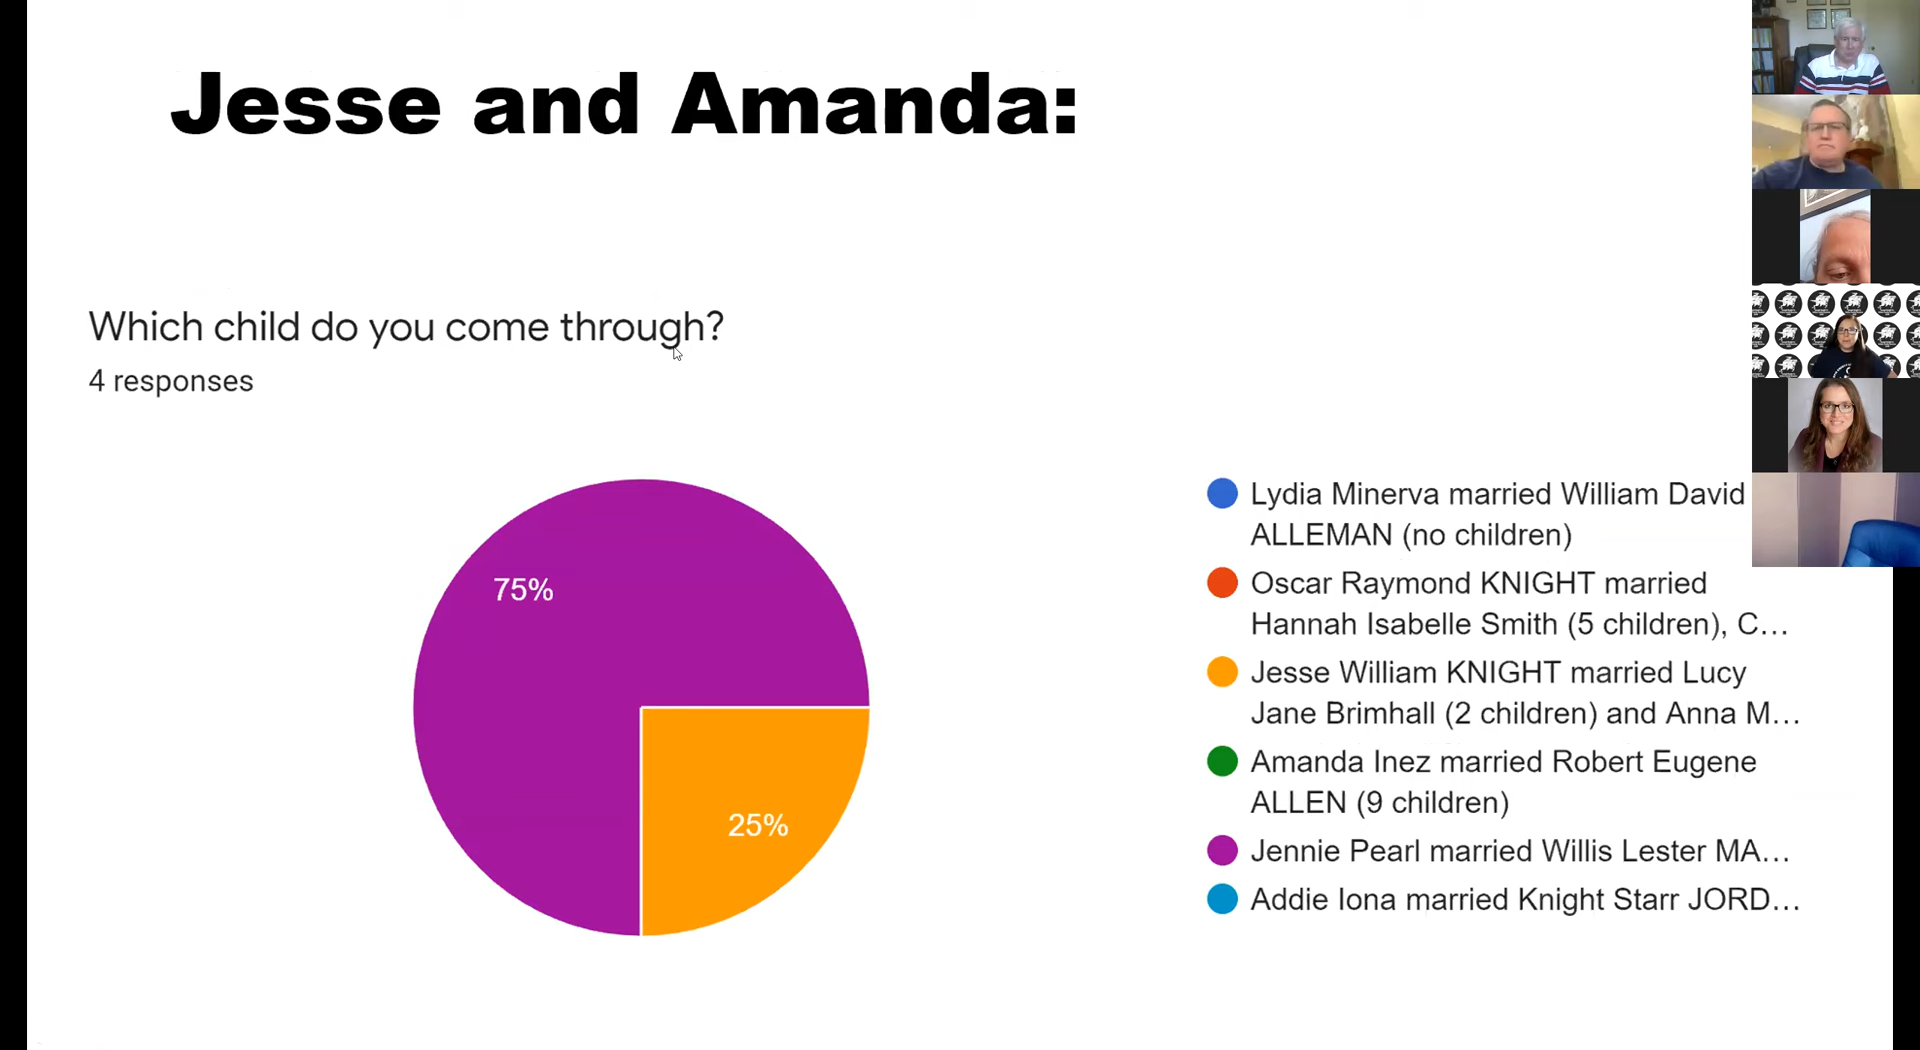 Jesse and Amanda:
Which child do you come through?
4 responses
75%
25%
Lydia Minerva married William David
ALLEMAN (no children)
Oscar Raymond KNIGHT married
Hannah Isabelle Smith (5 children), C…
Jesse William KNIGHT married Lucy
Jane Brimhall (2 children) and Anna M…
Amanda Inez married Robert Eugene
ALLEN (9 children)
Jennie Pearl married Willis Lester MA…
Addie Iona married Knight Starr JORD…